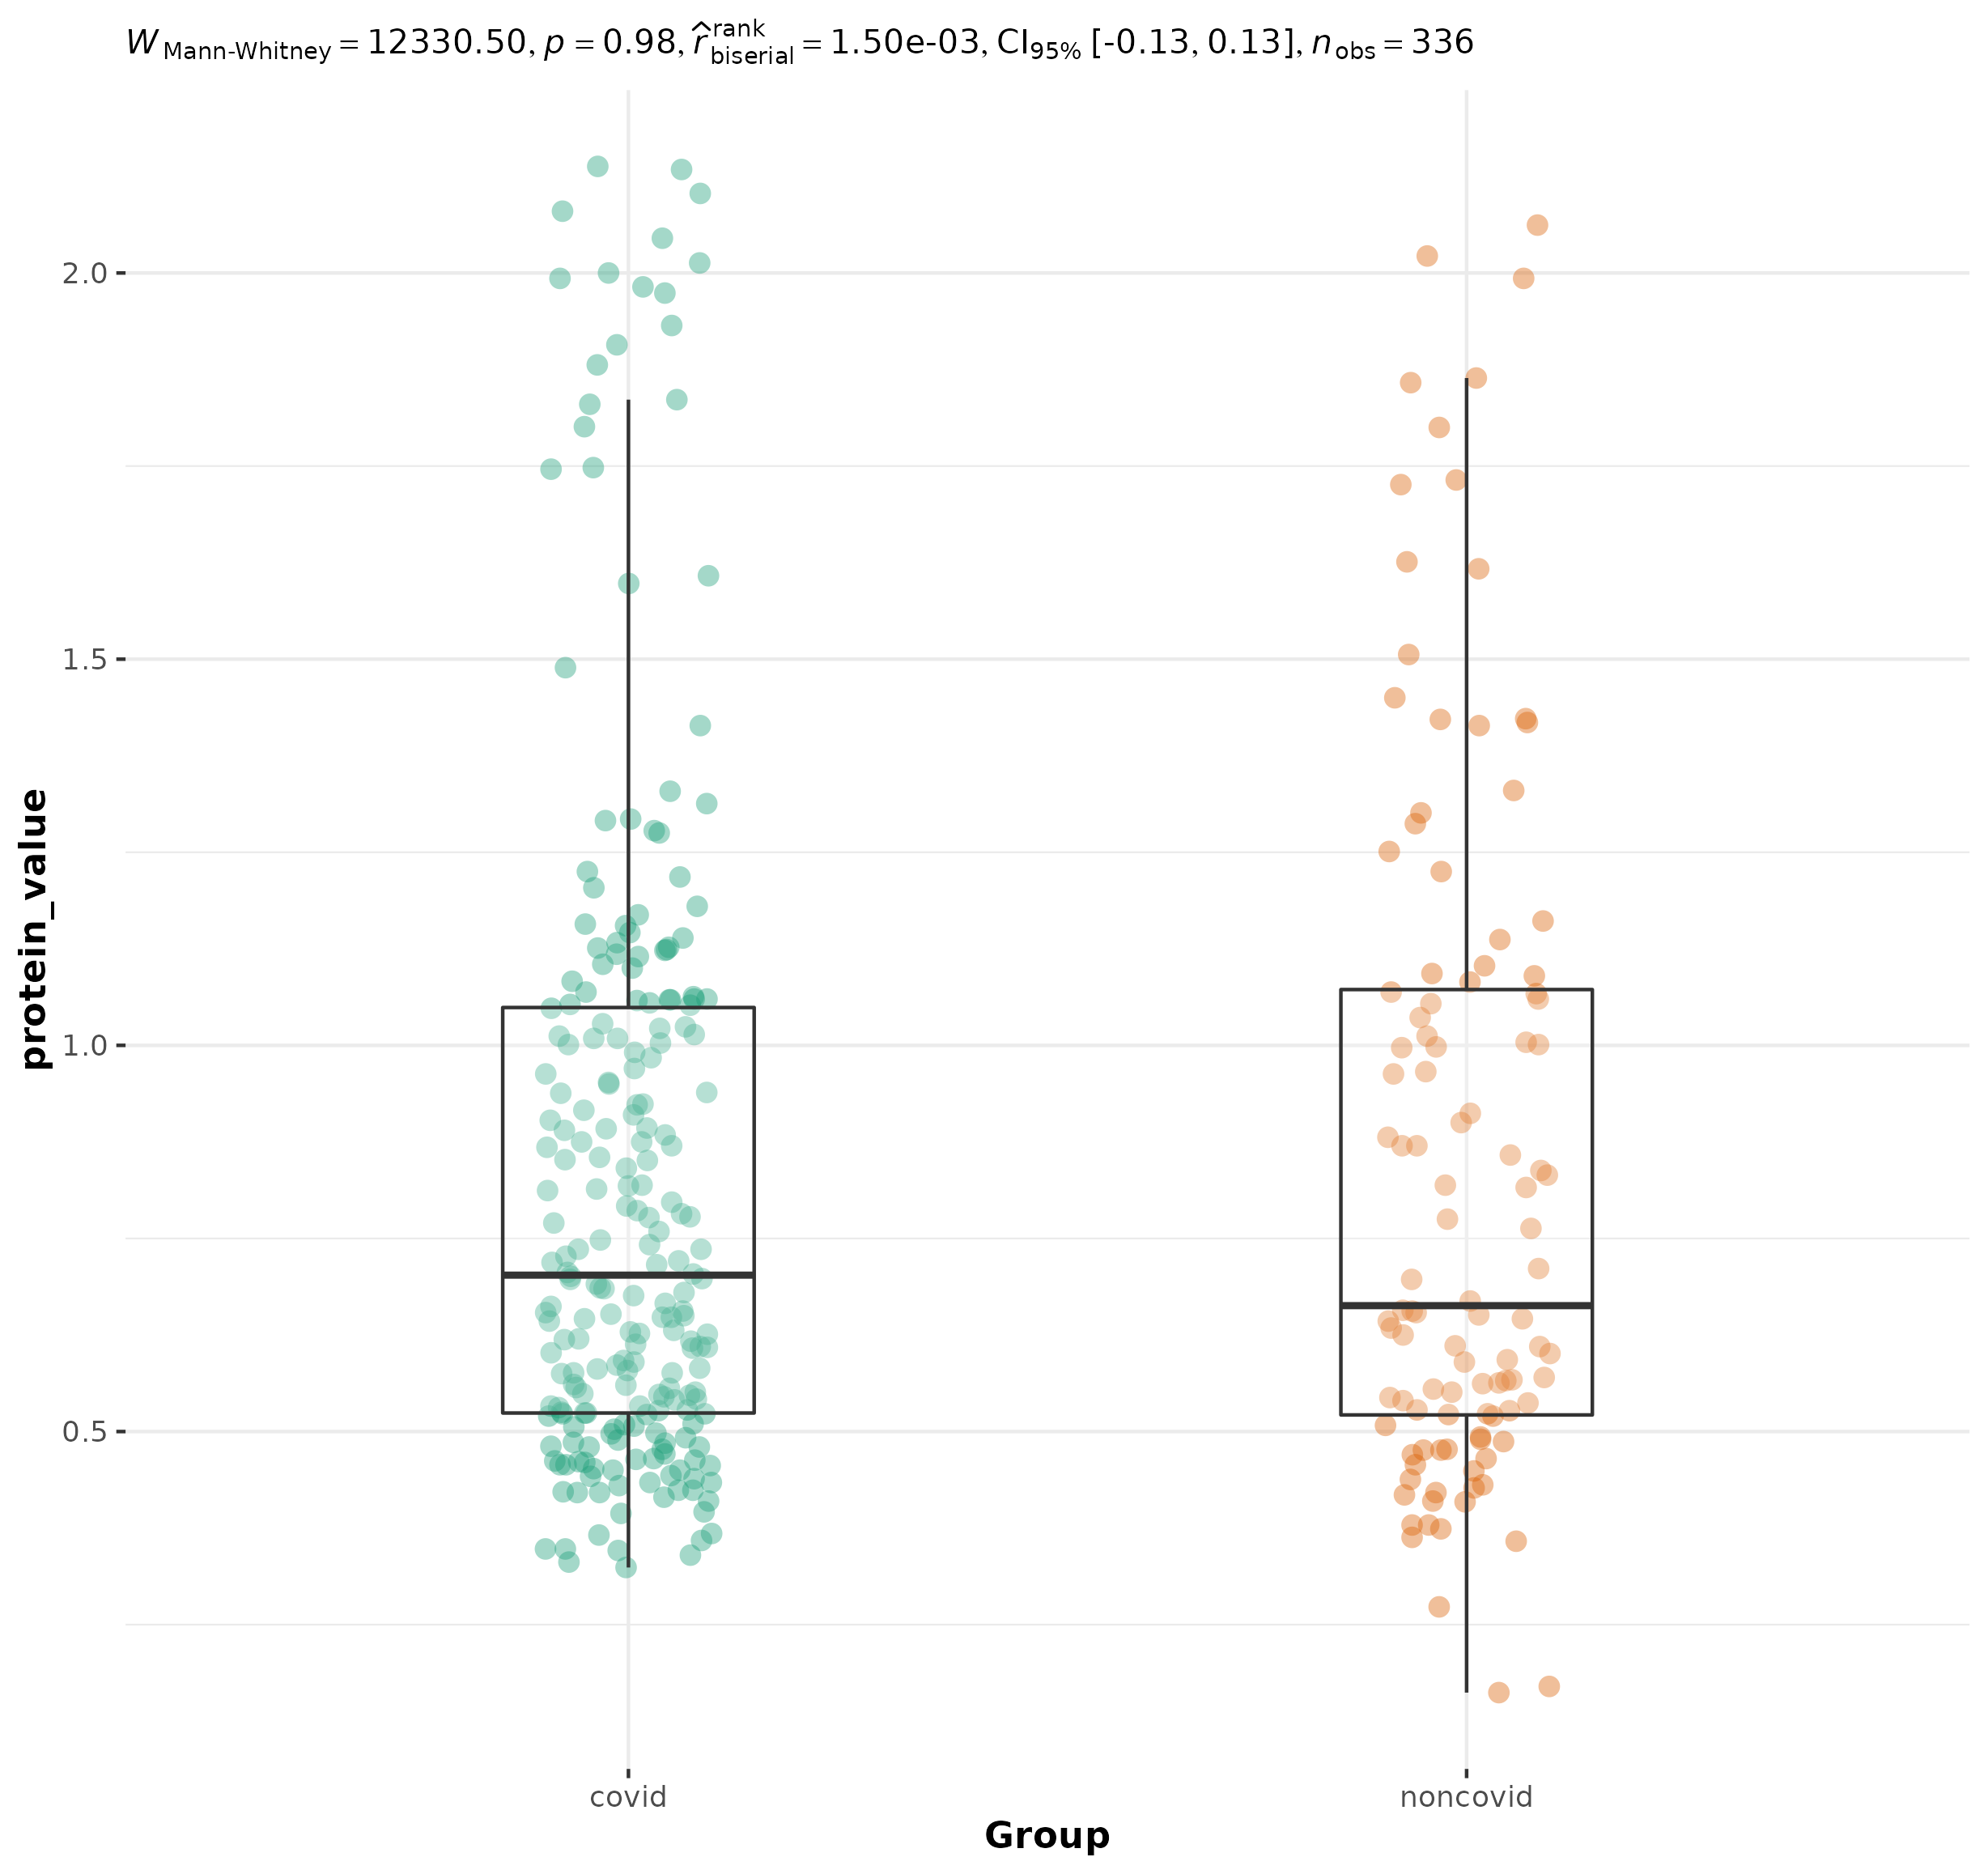 W Mann-Whitney = 12330.50, p = 0.98, r̂ rank biserial = 1.50e-03, CI95% [-0.13, 0.13], nobs = 336
2.0
1.5
1.0
0.5
protein_value
covid noncovid
Group